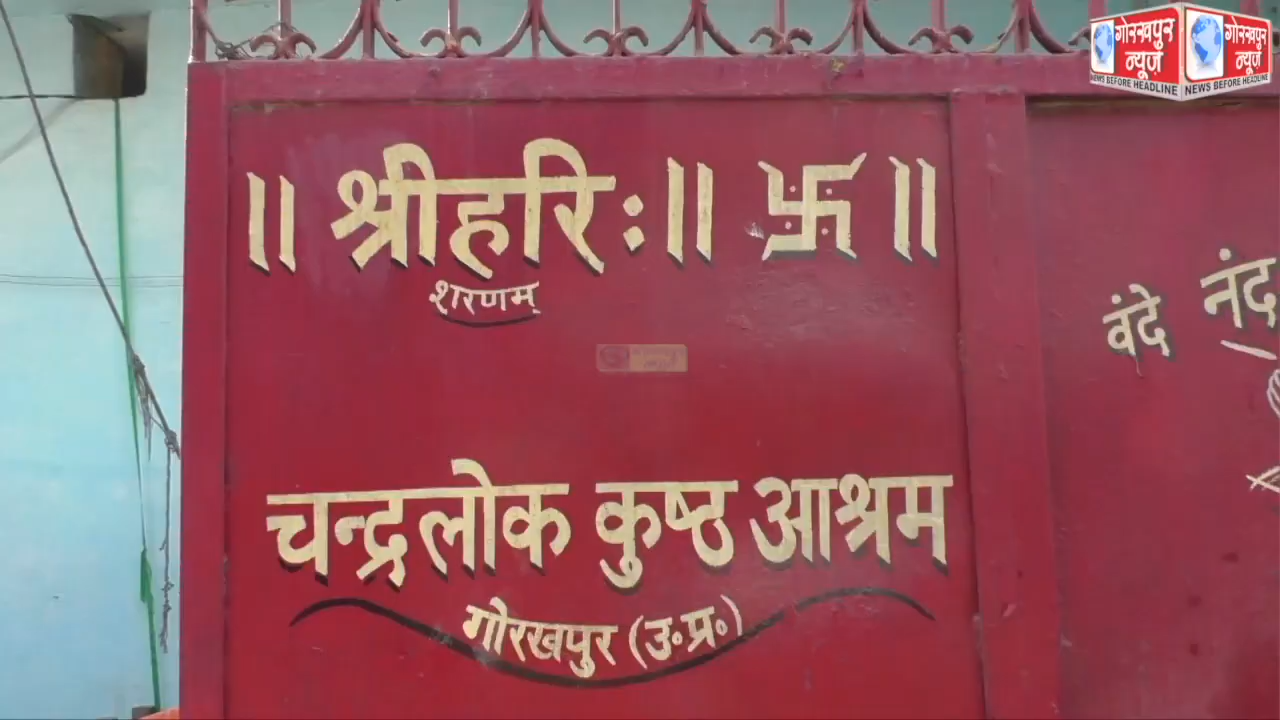 ॥ श्रीहरिः ॥ 卐 ॥
शरणम्
चन्द्रलोक कुष्ठ आश्रम
गोरखपुर (उ॰प्र॰)
वंदे नंद
गोरखपुर न्यूज़ गोरखपुर न्यूज़
NEWS BEFORE HEADLINE NEWS BEFORE HEADLINE